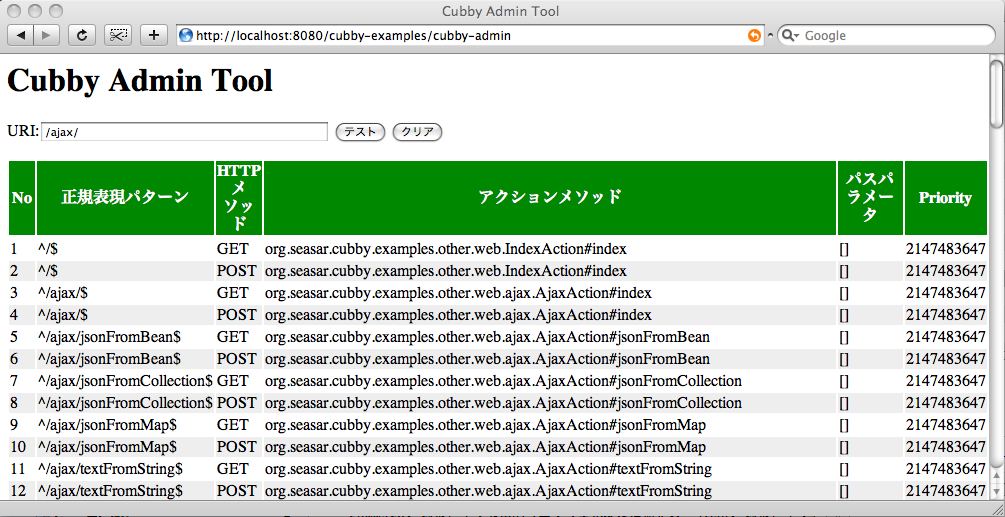 Cubby Admin Tool
http://localhost:8080/cubby-examples/cubby-admin
Google
Cubby Admin Tool
URI: /ajax/ テスト クリア
No 正規表現パターン HTTPメソッド アクションメソッド パスパラメータ Priority
1 ^/$ GET org.seasar.cubby.examples.other.web.IndexAction#index [] 2147483647
2 ^/$ POST org.seasar.cubby.examples.other.web.IndexAction#index [] 2147483647
3 ^/ajax/$ GET org.seasar.cubby.examples.other.web.ajax.AjaxAction#index [] 2147483647
4 ^/ajax/$ POST org.seasar.cubby.examples.other.web.ajax.AjaxAction#index [] 2147483647
5 ^/ajax/jsonFromBean$ GET org.seasar.cubby.examples.other.web.ajax.AjaxAction#jsonFromBean [] 2147483647
6 ^/ajax/jsonFromBean$ POST org.seasar.cubby.examples.other.web.ajax.AjaxAction#jsonFromBean [] 2147483647
7 ^/ajax/jsonFromCollection$ GET org.seasar.cubby.examples.other.web.ajax.AjaxAction#jsonFromCollection [] 2147483647
8 ^/ajax/jsonFromCollection$ POST org.seasar.cubby.examples.other.web.ajax.AjaxAction#jsonFromCollection [] 2147483647
9 ^/ajax/jsonFromMap$ GET org.seasar.cubby.examples.other.web.ajax.AjaxAction#jsonFromMap [] 2147483647
10 ^/ajax/jsonFromMap$ POST org.seasar.cubby.examples.other.web.ajax.AjaxAction#jsonFromMap [] 2147483647
11 ^/ajax/textFromString$ GET org.seasar.cubby.examples.other.web.ajax.AjaxAction#textFromString [] 2147483647
12 ^/ajax/textFromString$ POST org.seasar.cubby.examples.other.web.ajax.AjaxAction#textFromString [] 2147483647